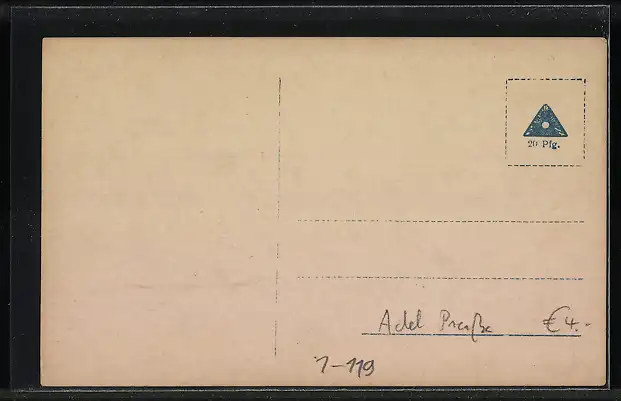 20 Pfg.
Adel Preuße € 4.-
7-119